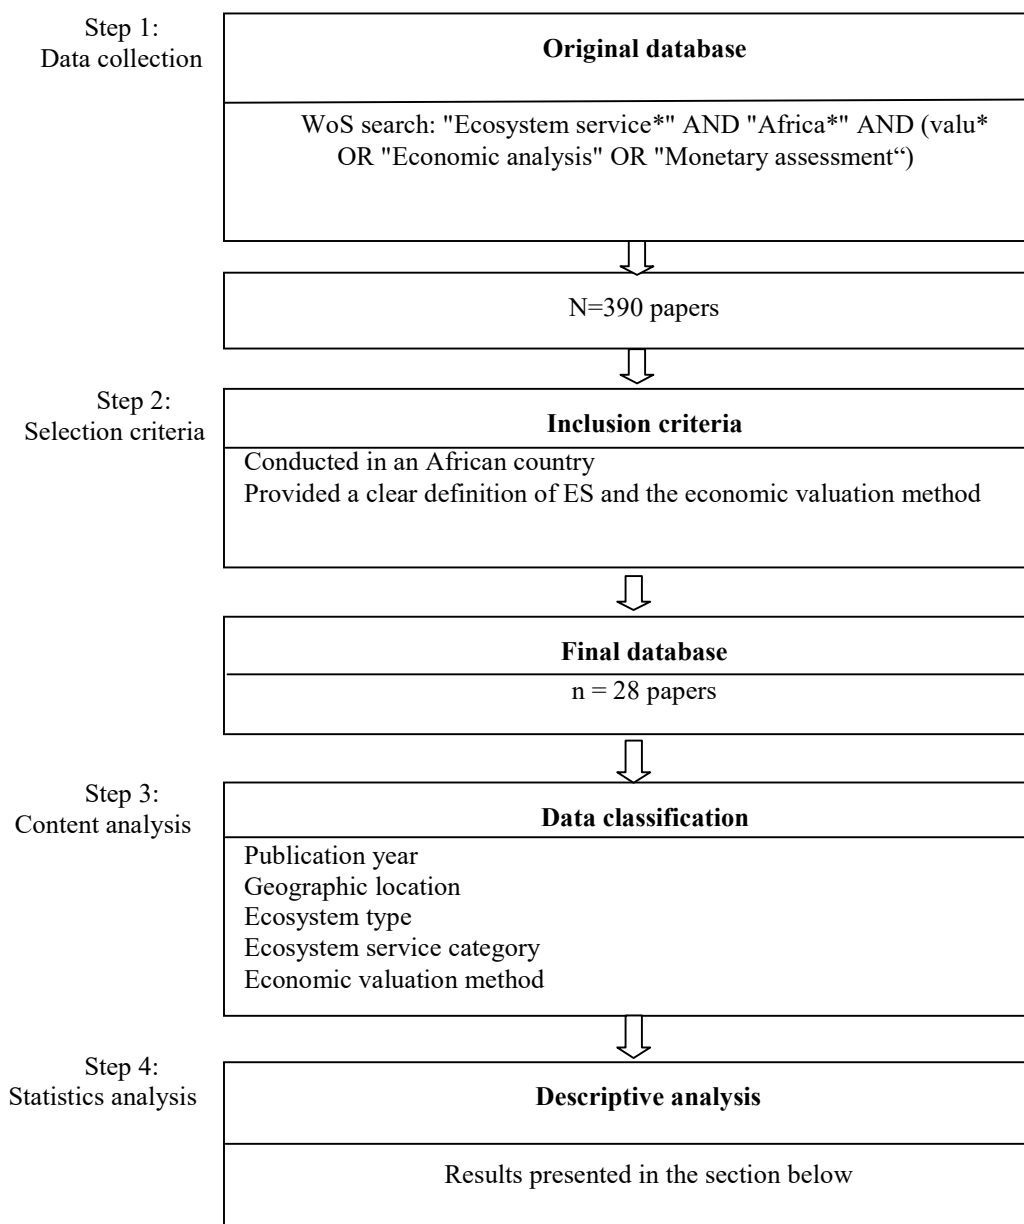 Step 1:
Data collection
Original database
WoS search: "Ecosystem service*" AND "Africa*" AND (valu*
OR "Economic analysis" OR "Monetary assessment“)
N=390 papers
Step 2:
Selection criteria
Inclusion criteria
Conducted in an African country
Provided a clear definition of ES and the economic valuation method
Final database
n = 28 papers
Step 3:
Content analysis
Data classification
Publication year
Geographic location
Ecosystem type
Ecosystem service category
Economic valuation method
Step 4:
Statistics analysis
Descriptive analysis
Results presented in the section below